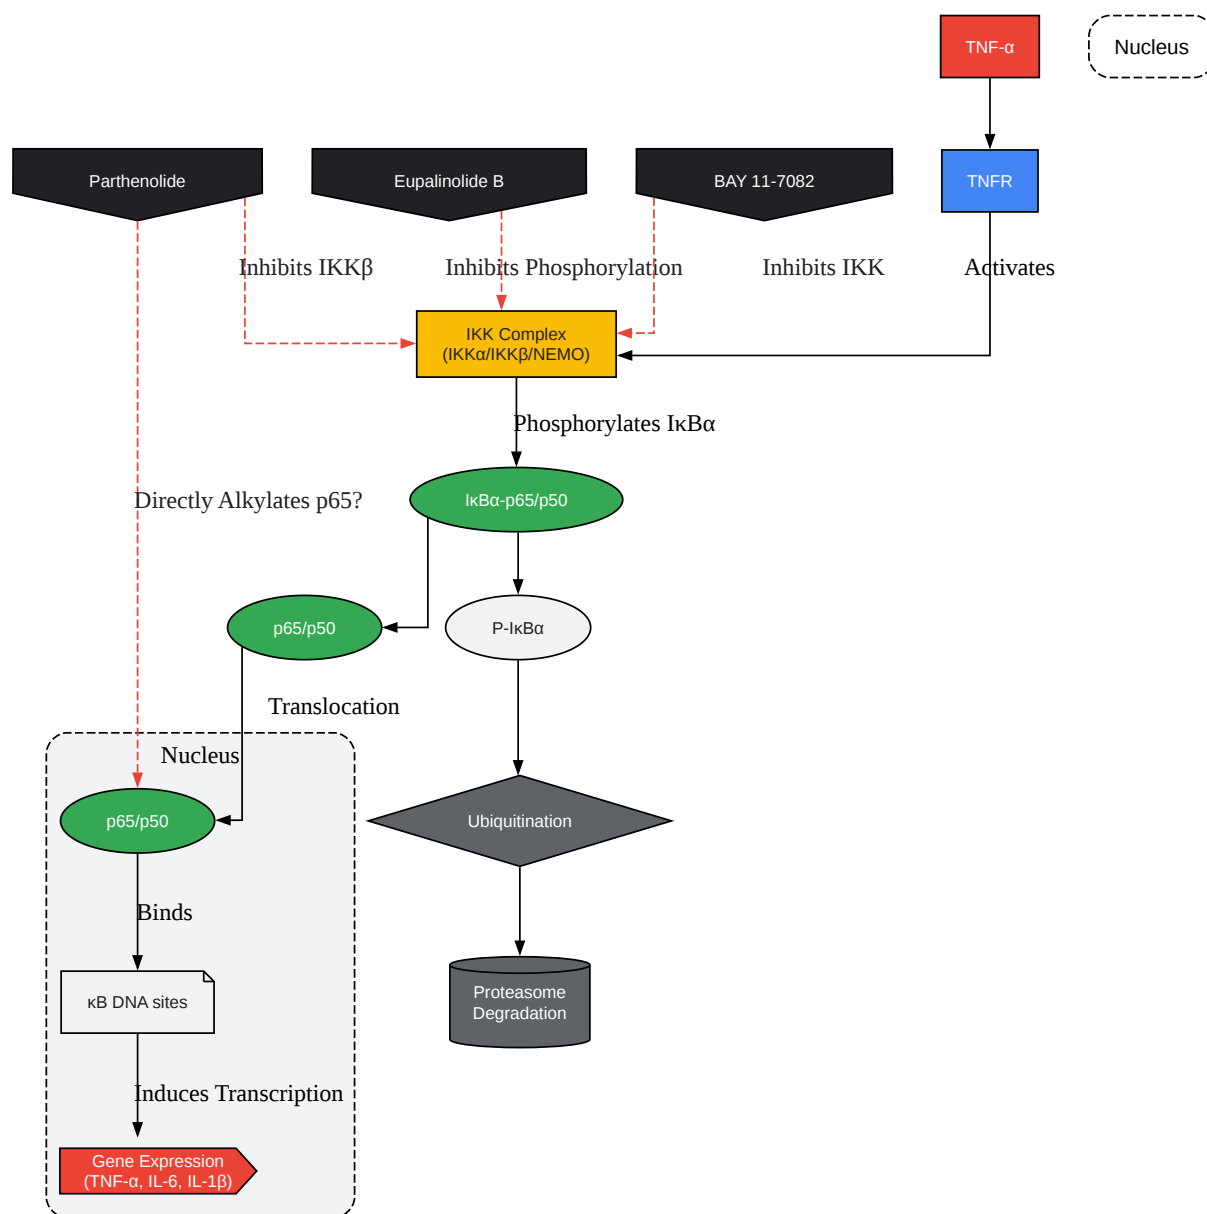 TNF-α
Nucleus
Parthenolide
Eupalinolide B
BAY 11-7082
TNFR
Inhibits IKKβ
Inhibits Phosphorylation
Inhibits IKK
Activates
IKK Complex
(IKKα/IKKβ/NEMO)
Phosphorylates IκBα
Directly Alkylates p65?
IκBα-p65/p50
p65/p50
P-IκBα
Translocation
Nucleus
p65/p50
Ubiquitination
Binds
κB DNA sites
Proteasome
Degradation
Induces Transcription
Gene Expression
(TNF-α, IL-6, IL-1β)